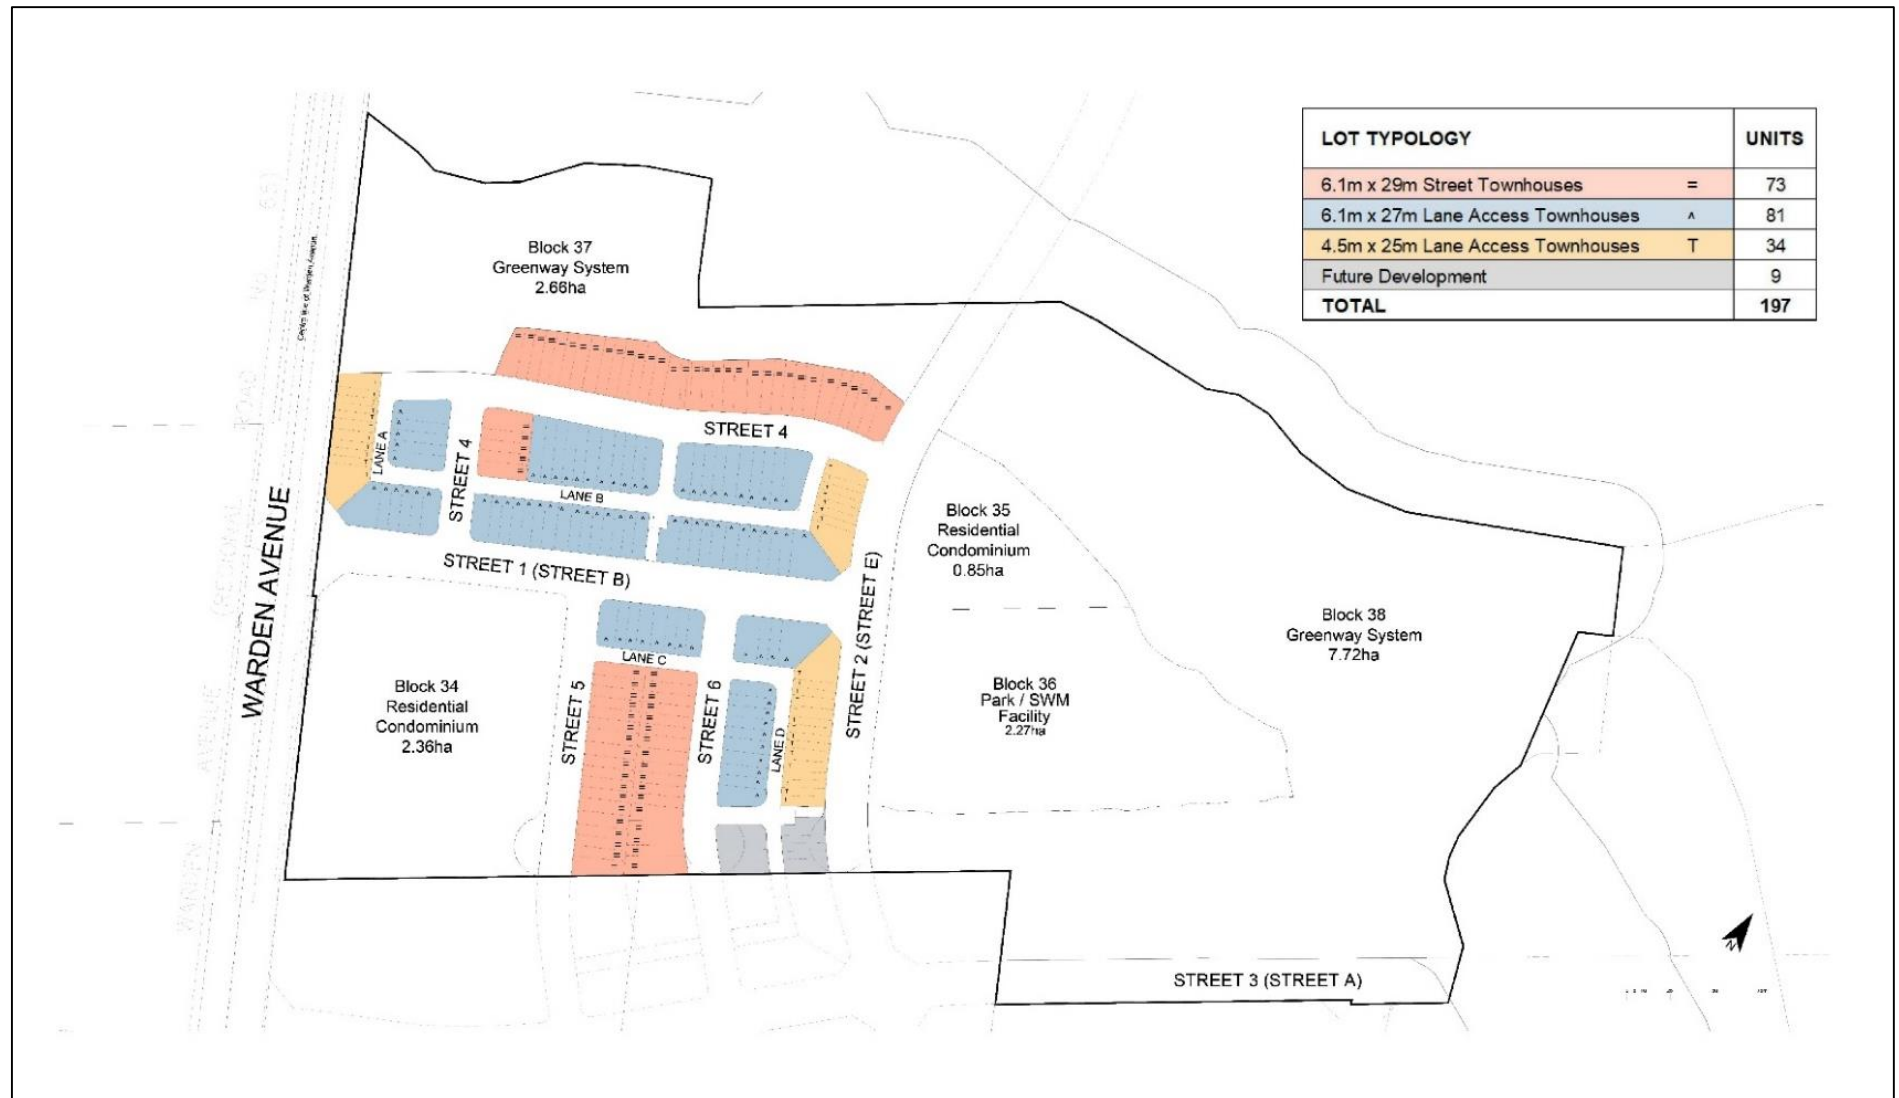 LOT TYPOLOGY UNITS
6.1m x 29m Street Townhouses = 73
6.1m x 27m Lane Access Townhouses ^ 81
4.5m x 25m Lane Access Townhouses T 34
Future Development 9
TOTAL 197
Block 37
Greenway System
2.66ha
STREET 4
LANE A
STREET 4
LANE B
STREET 1 (STREET B)
WARDEN AVENUE
Block 35
Residential
Condominium
0.85ha
STREET 2 (STREET E)
Block 38
Greenway System
7.72ha
LANE C
Block 34
Residential
Condominium
2.36ha
STREET 5
STREET 6
LANE D
Block 36
Park / SWM
Facility
2.27ha
STREET 3 (STREET A)
N